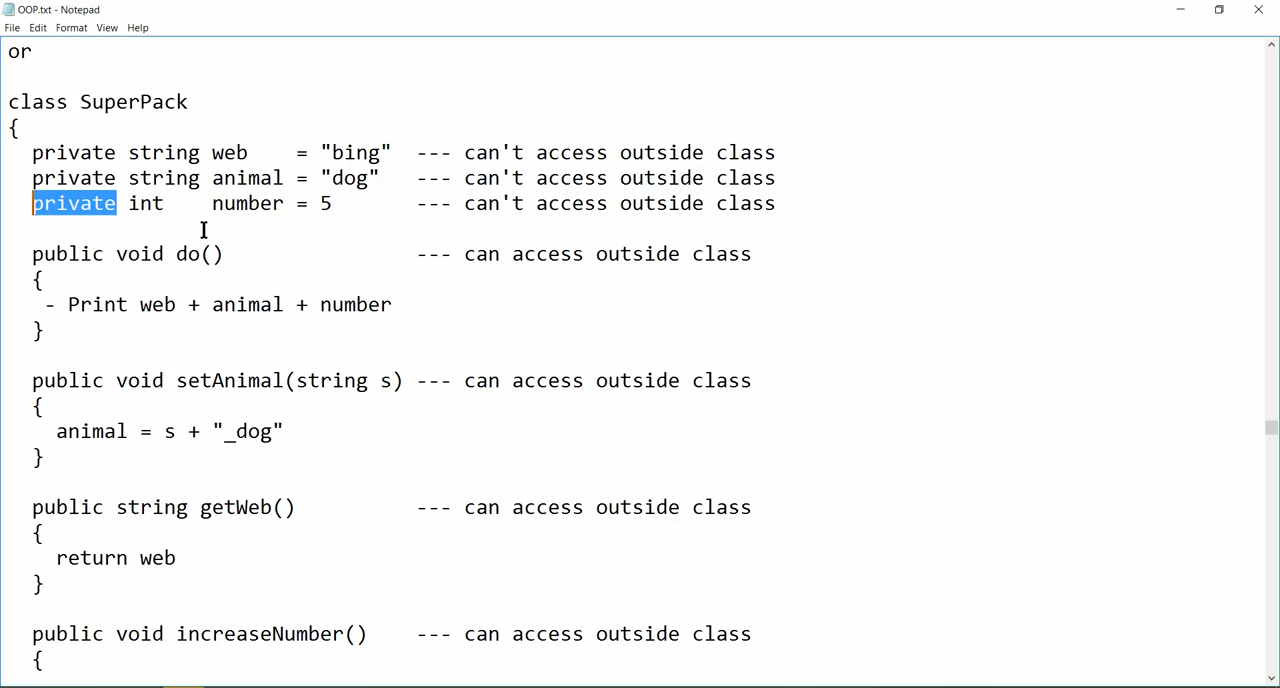 OOP.txt - Notepad
File Edit Format View Help
or
class SuperPack
{
private string web = "bing" --- can't access outside class
private string animal = "dog" --- can't access outside class
private int number = 5 --- can't access outside class
public void do() --- can access outside class
{
- Print web + animal + number
}
public void setAnimal(string s) --- can access outside class
{
animal = s + "_dog"
}
public string getWeb() --- can access outside class
{
return web
}
public void increaseNumber() --- can access outside class
{